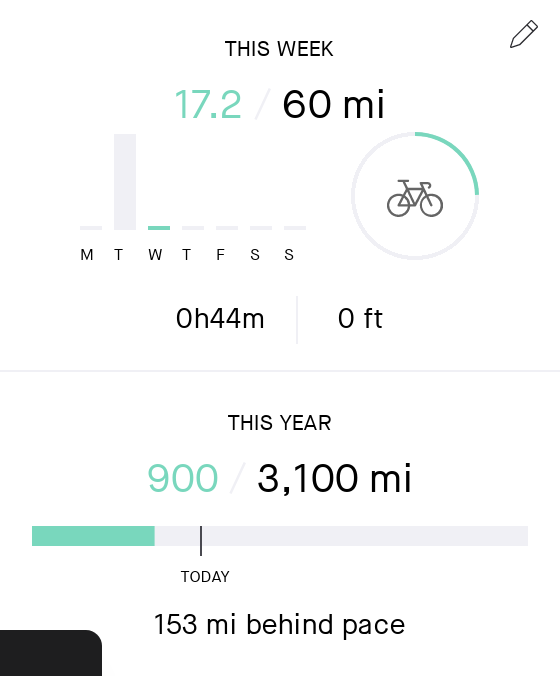 THIS WEEK
17.2 / 60 mi
M T W T F S S
0h44m 0 ft
THIS YEAR
900 / 3,100 mi
TODAY
153 mi behind pace